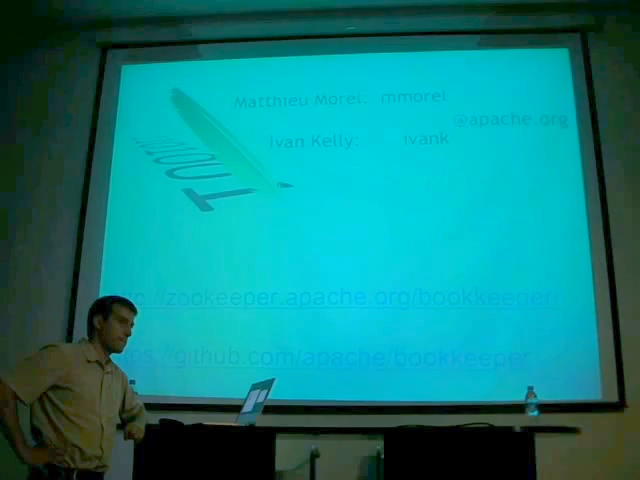 Matthieu Morel: mmorel
@apache.org
Ivan Kelly: ivank
http://zookeeper.apache.org/bookkeeper/
https://github.com/apache/bookkeeper